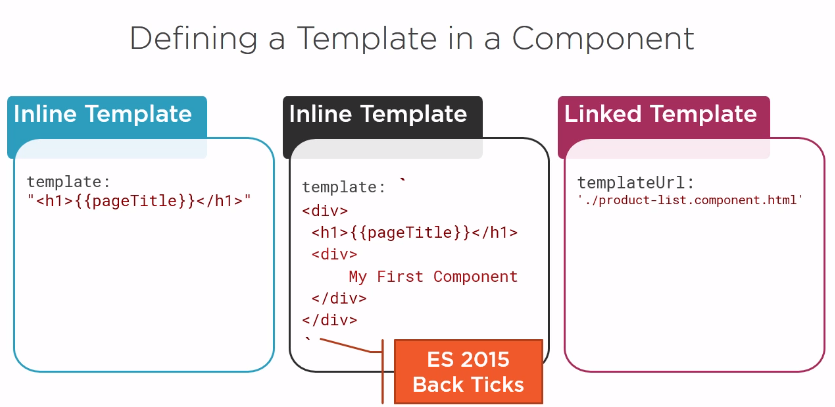 Defining a Template in a Component
Inline Template
template:
"<h1>{{pageTitle}}</h1>"
Inline Template
template: `
<div>
<h1>{{pageTitle}}</h1>
<div>
My First Component
</div>
</div>
`
ES 2015
Back Ticks
Linked Template
templateUrl:
'./product-list.component.html'